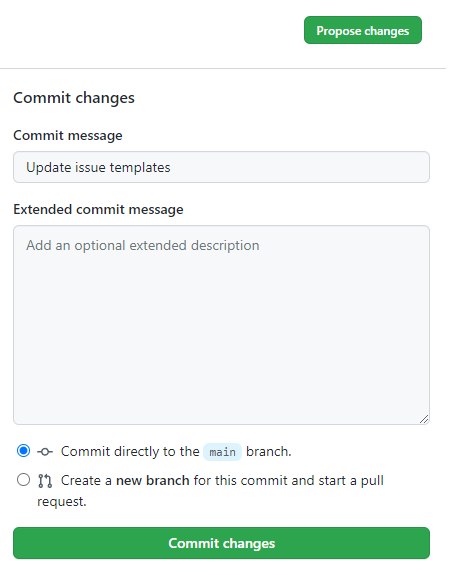 Propose changes
Commit changes
Commit message
Update issue templates
Extended commit message
Add an optional extended description
Commit directly to the main branch.
Create a new branch for this commit and start a pull
request.
Commit changes